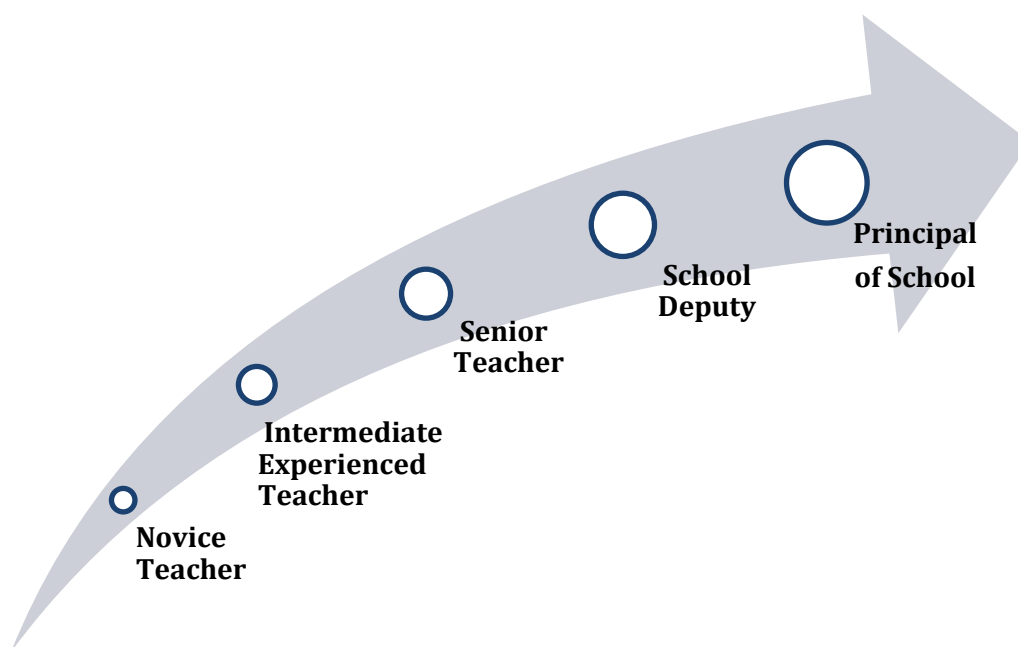 Principal
of School
School
Deputy
Senior
Teacher
Intermediate
Experienced
Teacher
Novice
Teacher